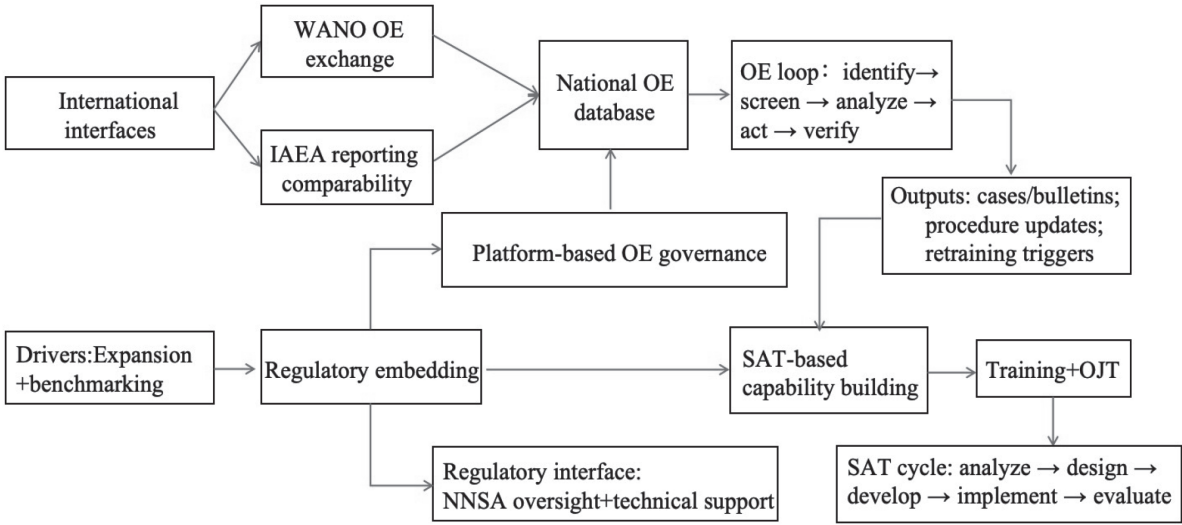 WANO OE
exchange
International
interfaces
IAEA reporting
comparability
National OE
database
OE loop：identify→
screen → analyze →
act → verify
Outputs: cases/bulletins;
procedure updates;
retraining triggers
Platform-based OE governance
Drivers:Expansion
+benchmarking
Regulatory embedding
SAT-based
capability building
Training+OJT
Regulatory interface:
NNSA oversight+technical support
SAT cycle: analyze → design →
develop → implement → evaluate